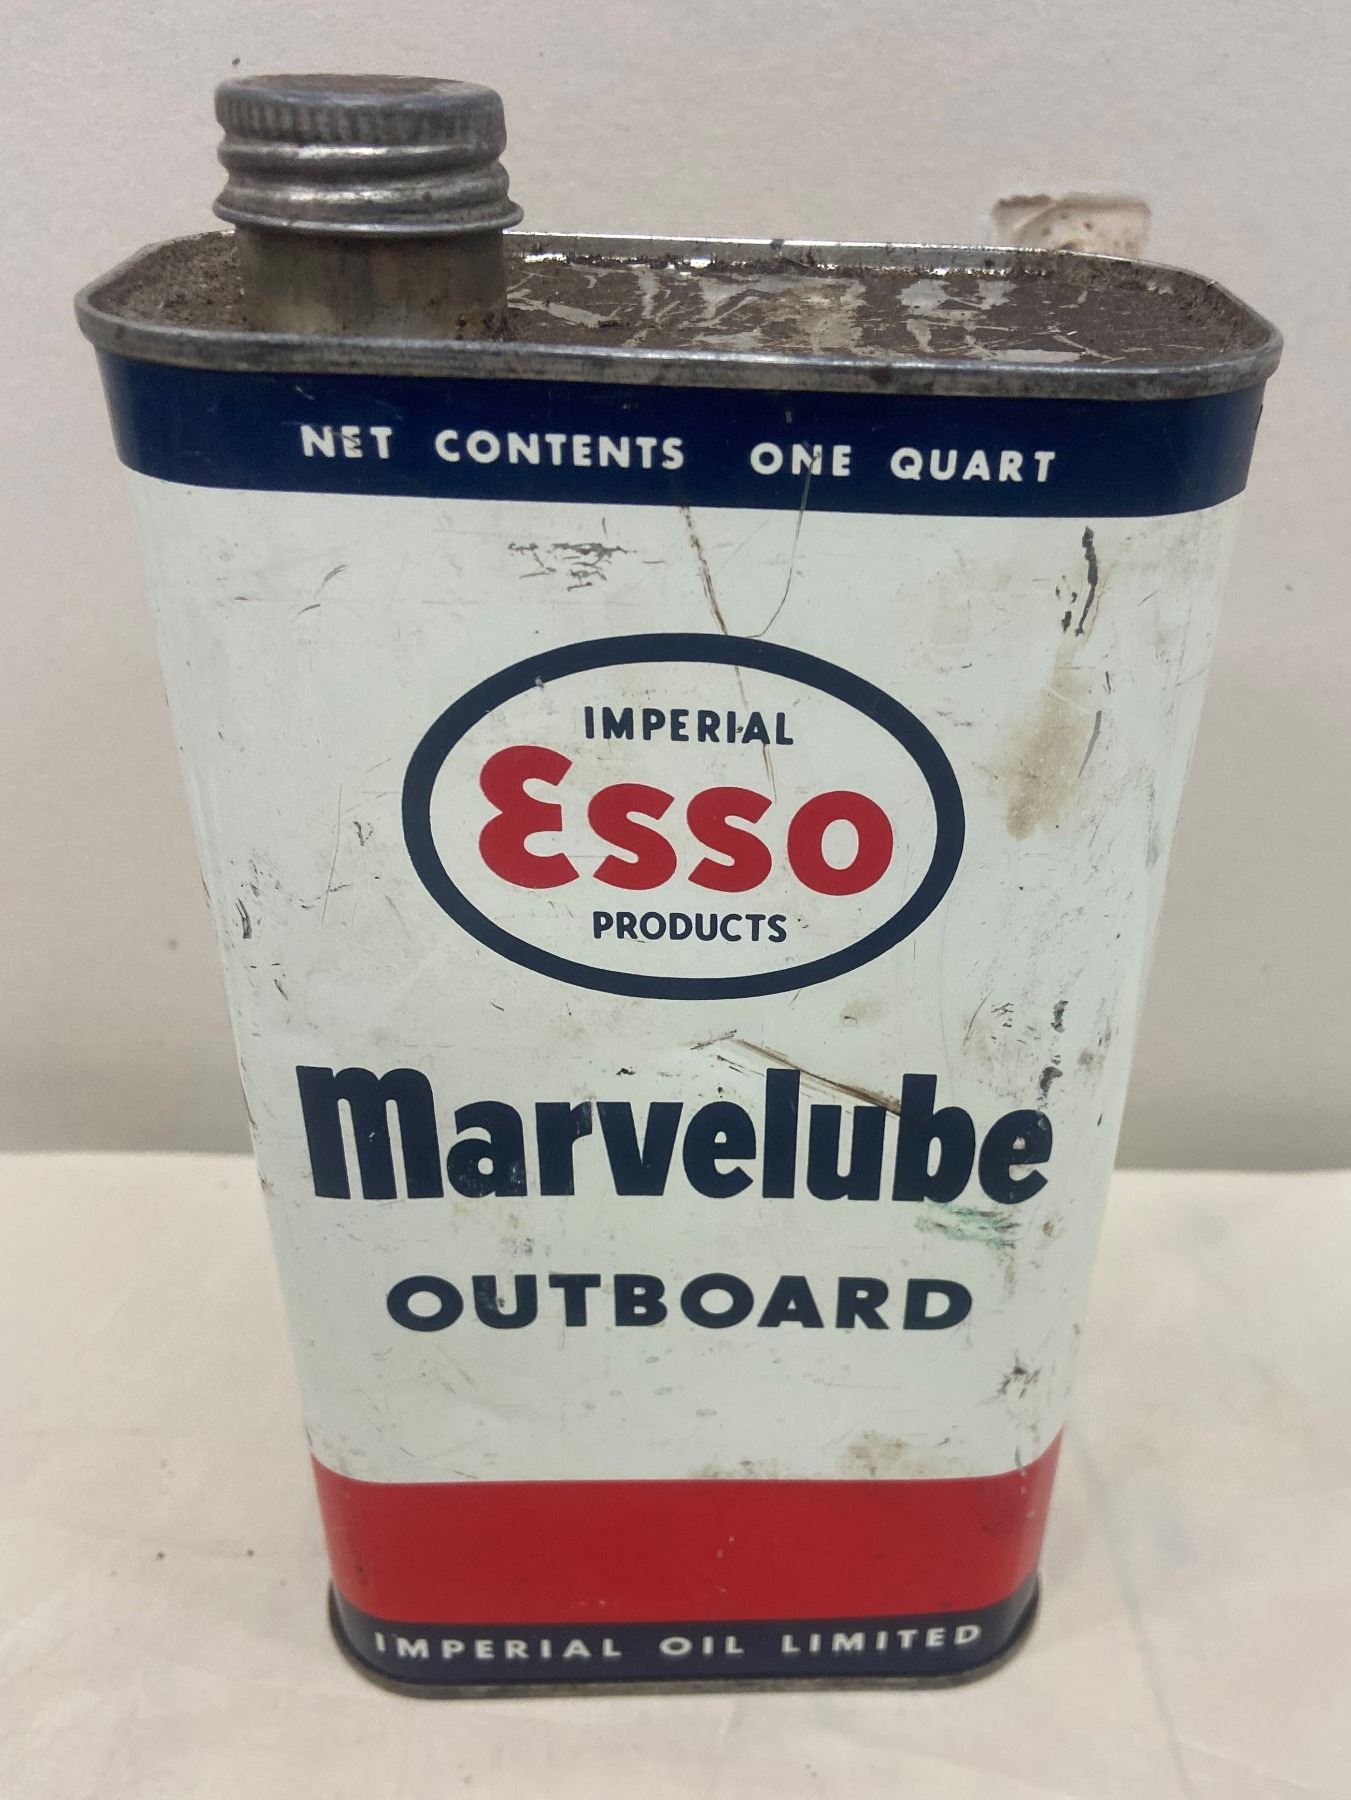 NET CONTENTS ONE QUART
IMPERIAL
Esso
PRODUCTS
Marvelube
OUTBOARD
IMPERIAL OIL LIMITED